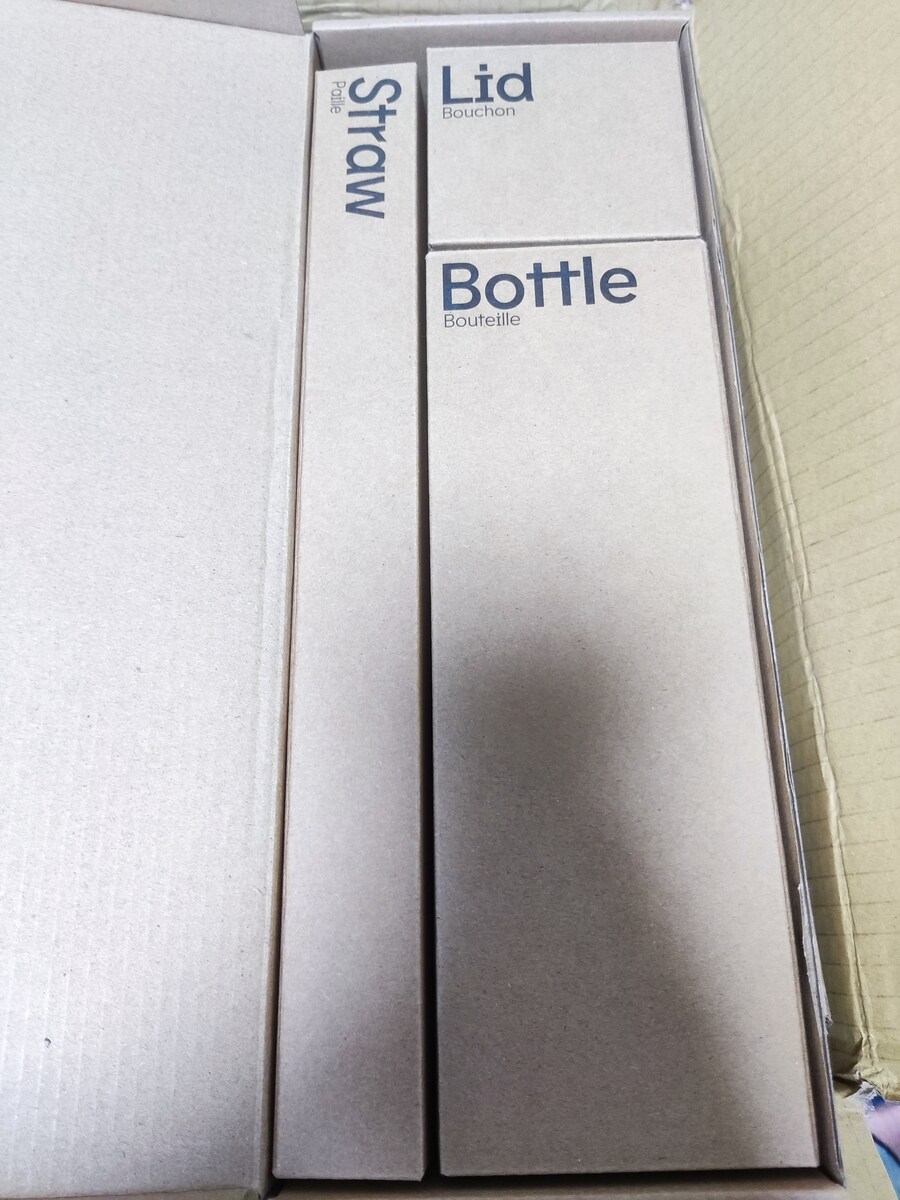 Straw
Paille
Lid
Bouchon
Bottle
Bouteille